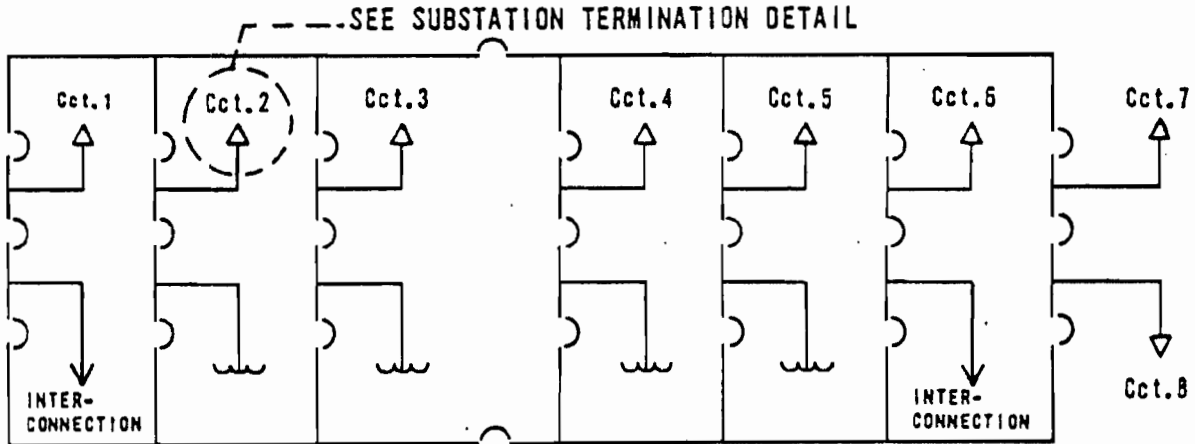 SEE SUBSTATION TERMINATION DETAIL
Cct.1
Cct.2
Cct.3
Cct.4
Cct.5
Cct.6
Cct.7
INTER-
CONNECTION
INTER-
CONNECTION
Cct.8